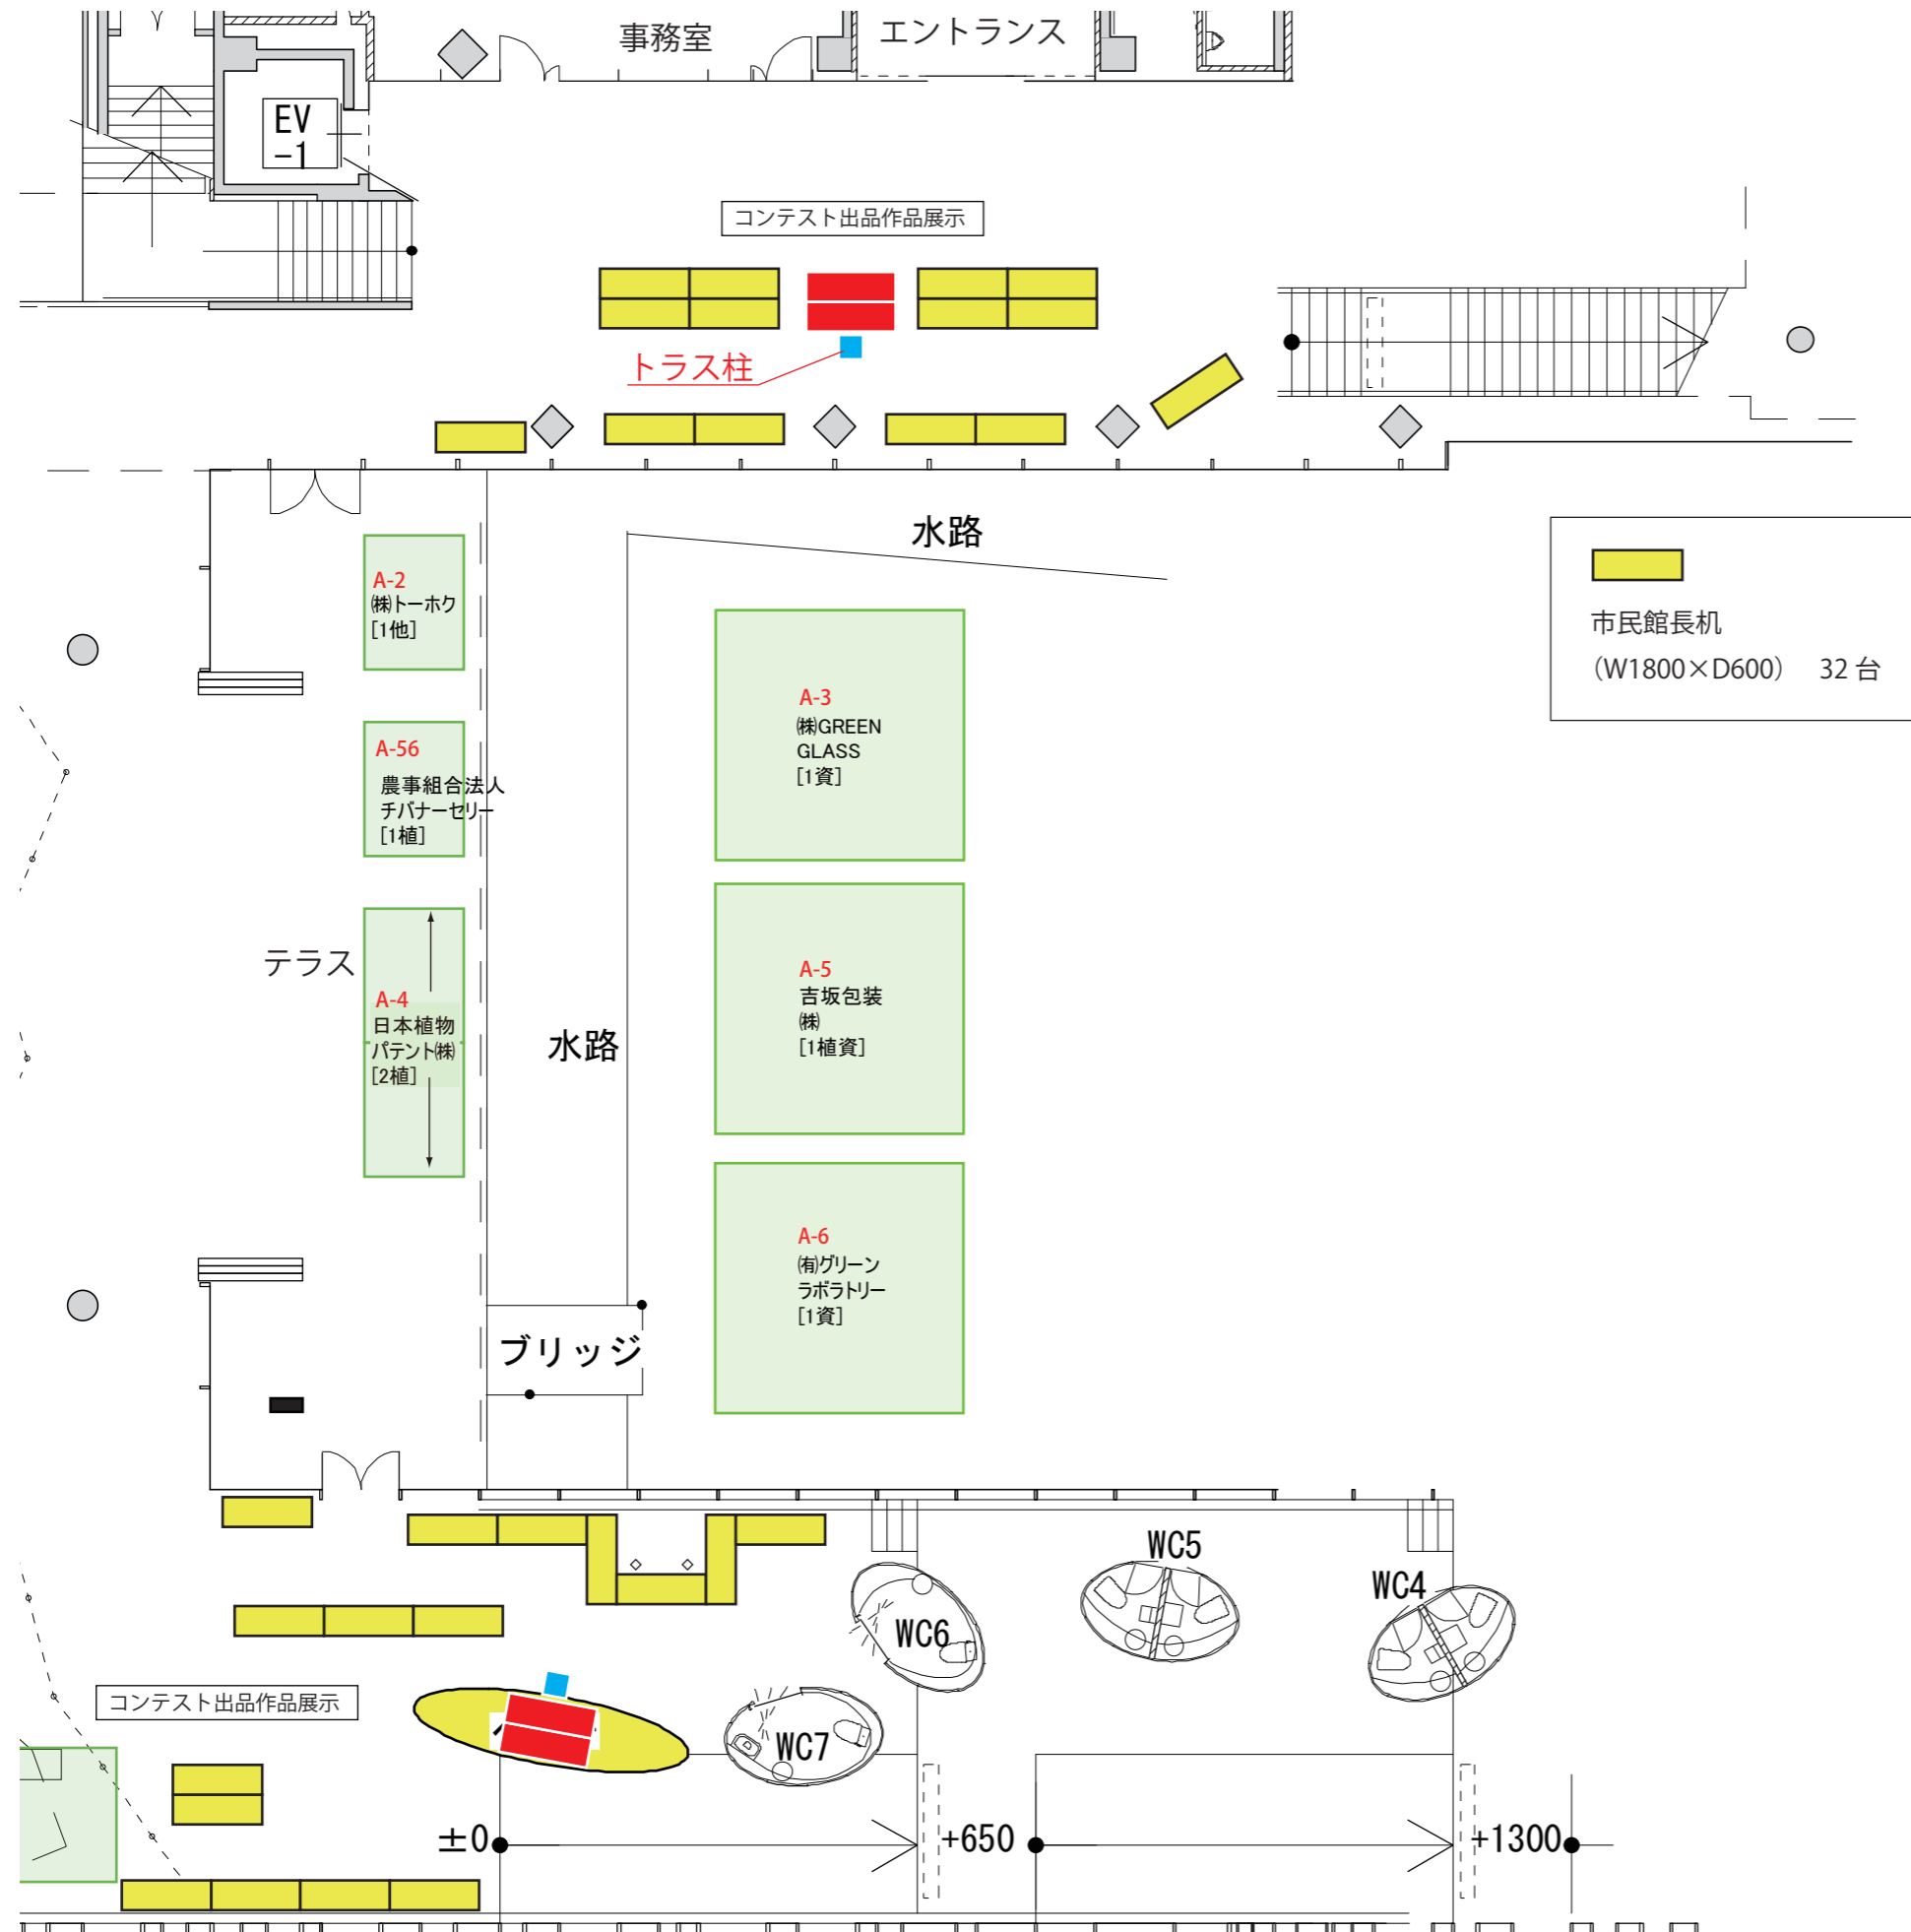 事務室
エントランス
EV
-1
コンテスト出品作品展示
トラス柱
水路
A-2
㈱トーホク
[1他]
市民館長机
（W1800×D600） 32 台
A-3
㈱GREEN
GLASS
[1資]
A-56
農事組合法人
チバナーセリー
[1植]
テラス
A-4
日本植物
パテント㈱
[2植]
水路
A-5
吉坂包装
㈱
[1植資]
A-6
㈲グリーン
ラボラトリー
[1資]
ブリッジ
WC5
WC4
WC6
コンテスト出品作品展示
WC7
±0
+650
+1300